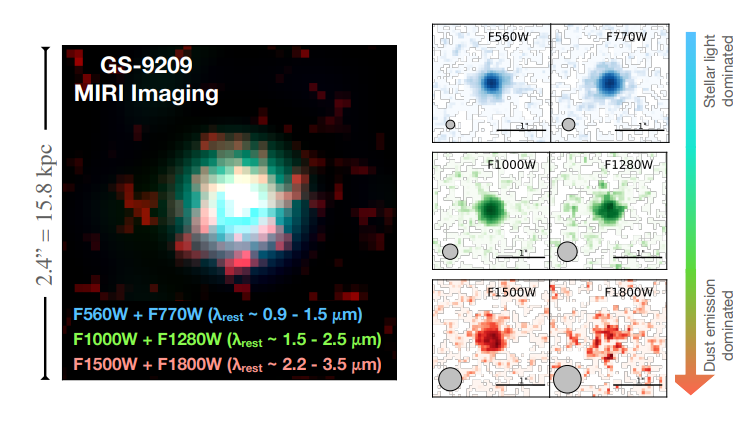 GS-9209
MIRI Imaging
2.4” = 15.8 kpc
F560W + F770W (λrest ~ 0.9 - 1.5 μm)
F1000W + F1280W (λrest ~ 1.5 - 2.5 μm)
F1500W + F1800W (λrest ~ 2.2 - 3.5 μm)
F560W
1"
F770W
1"
F1000W
1"
F1280W
1"
F1500W
1"
F1800W
1"
Stellar light
dominated
Dust emission
dominated